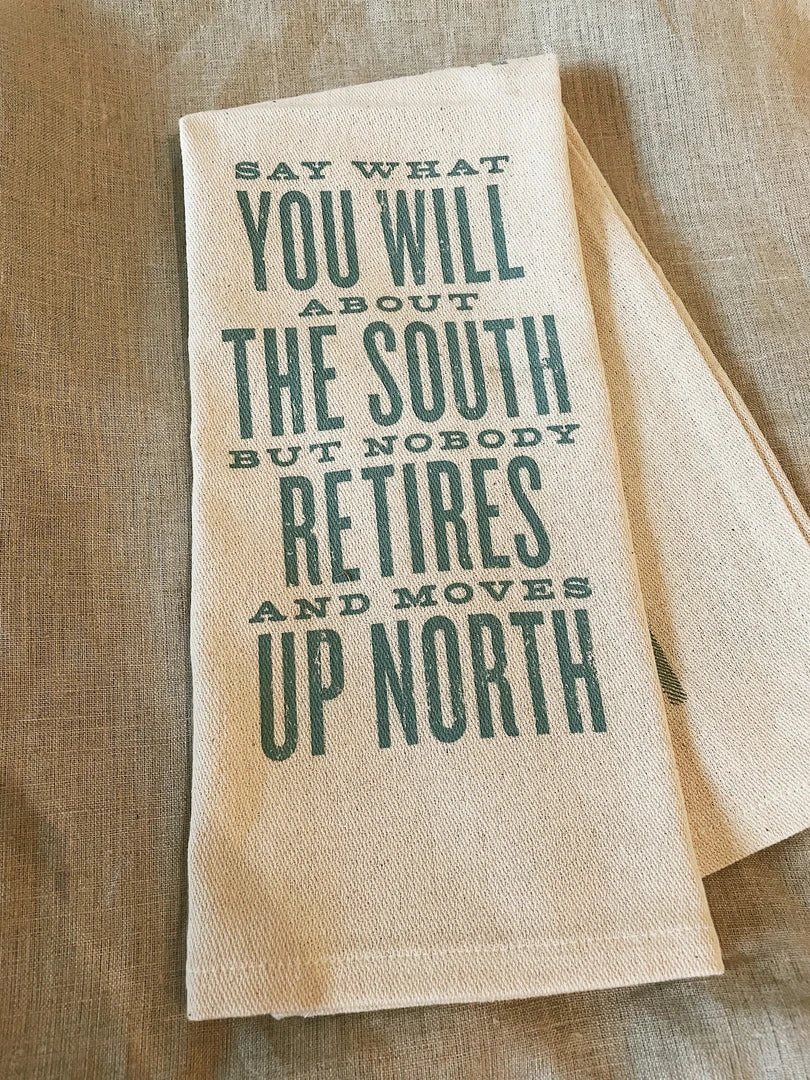 SAY WHAT
YOU WILL
ABOUT
THE SOUTH
BUT NOBODY
RETIRES
AND MOVES
UP NORTH